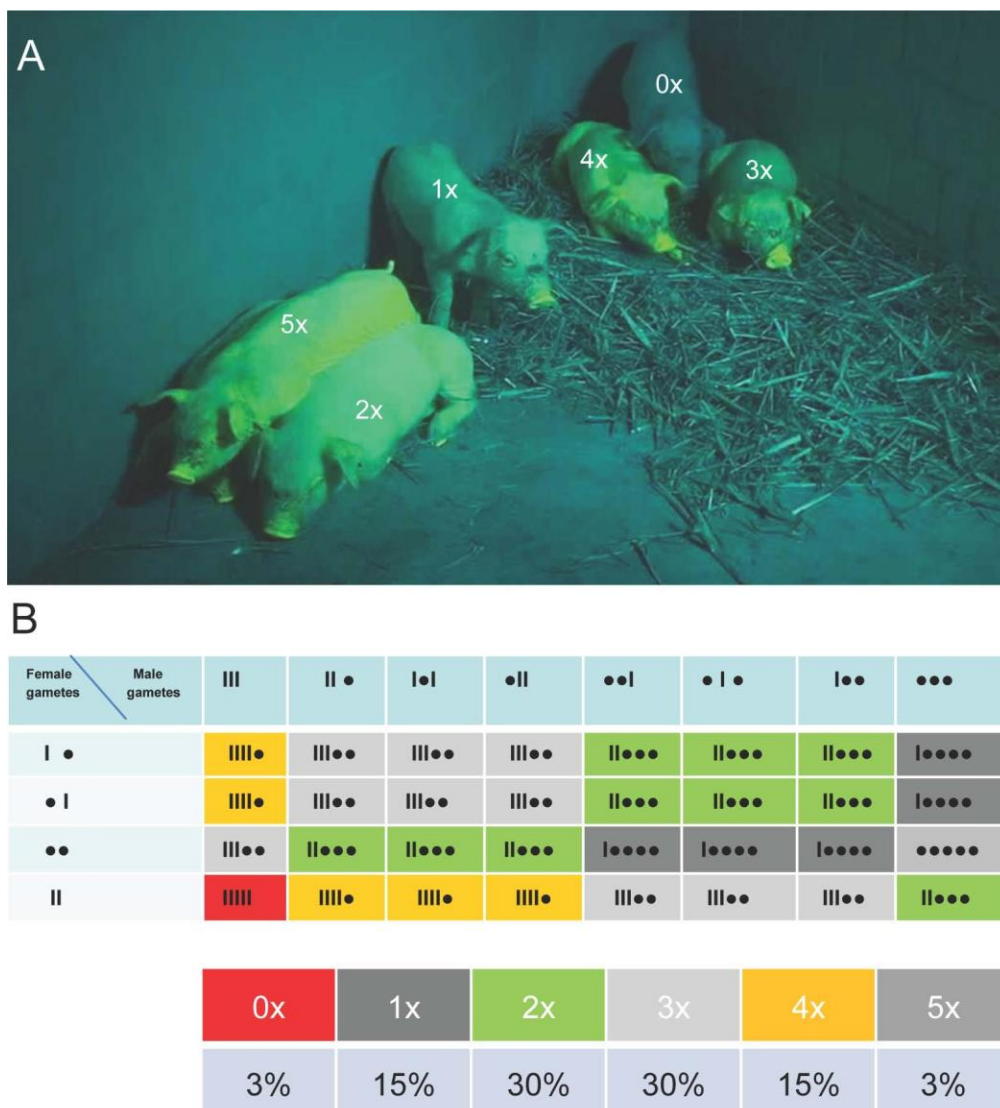 A
0x
4x
3x
1x
5x
2x
B
Female gametes Male gametes III II ● I●I ●II ●●I ● I ● I●● ●●●
I ● IIII● III●● III●● III●● II●●● II●●● II●●● I●●●●
● I IIII● III●● III●● III●● II●●● II●●● II●●● I●●●●
●● III●● II●●● II●●● II●●● I●●●● I●●●● I●●●● ●●●●●
II IIIII IIII● IIII● IIII● III●● III●● III●● II●●●
0x 1x 2x 3x 4x 5x
3% 15% 30% 30% 15% 3%